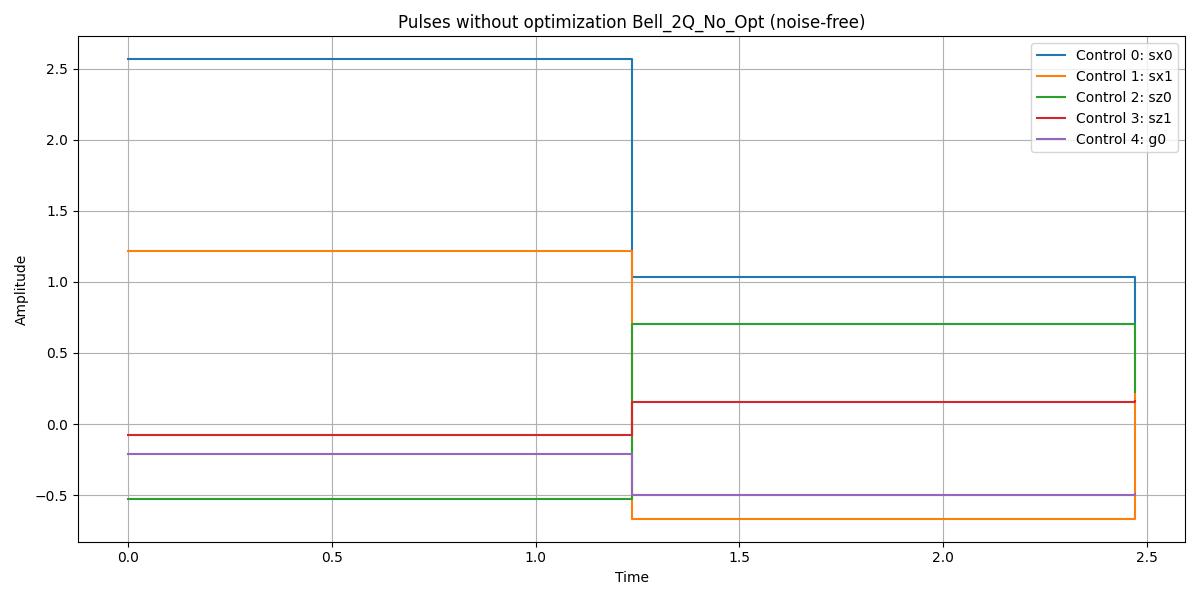 Pulses without optimization Bell_2Q_No_Opt (noise-free)
Control 0: sx0
Control 1: sx1
Control 2: sz0
Control 3: sz1
Control 4: g0
Amplitude
2.5
2.0
1.5
1.0
0.5
0.0
−0.5
0.0 0.5 1.0 1.5 2.0 2.5
Time